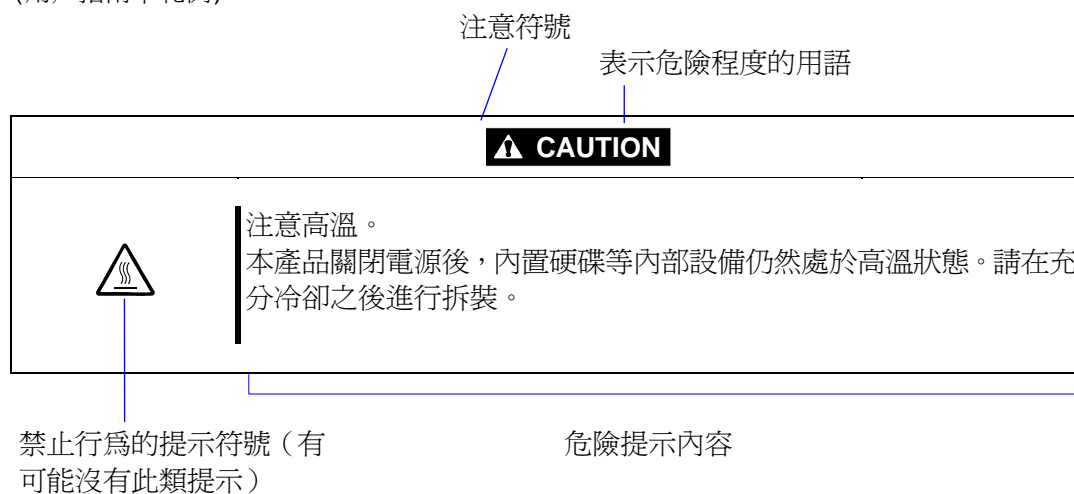 注意符號
表示危險程度的用語
CAUTION
注意高溫。
本產品關閉電源後，內置硬碟等內部設備仍然處於高溫狀態。請在充
分冷卻之後進行拆裝。
禁止行爲的提示符號（有
可能沒有此類提示）
危險提示內容